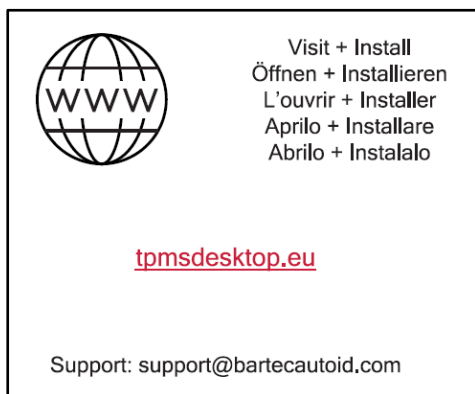 WWW
Visit + Install
Öffnen + Installieren
L'ouvrir + Installer
Aprilo + Installare
Abrilo + Instalalo
tpmsdesktop.eu
Support: support@bartecautoid.com